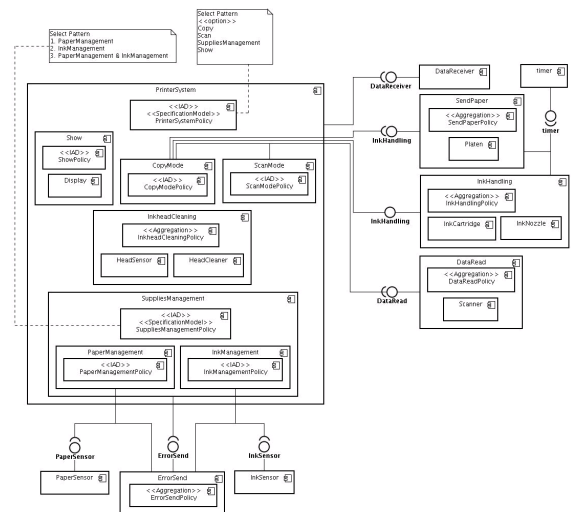 Select Pattern
1. PaperManagement
2. InkManagement
3. PaperManagement & InkManagement
Select Pattern
<<option>>
Copy
Scan
SuppliesManagement
Show
PrinterSystem
<<IAD>>
<<SpecificationModel>>
PrinterSystemPolicy
Show
<<IAD>>
ShowPolicy
Display
CopyMode
<<IAD>>
CopyModePolicy
ScanMode
<<IAD>>
ScanModePolicy
InkheadCleaning
<<Aggregation>>
InkheadCleaningPolicy
HeadSensor
HeadCleaner
SuppliesManagement
<<IAD>>
<<SpecificationModel>>
SuppliesManagementPolicy
PaperManagement
<<IAD>>
PaperManagementPolicy
InkManagement
<<IAD>>
InkManagementPolicy
DataReceiver
DataReceiver
timer
timer
SendPaper
<<Aggregation>>
SendPaperPolicy
Platen
InkHandling
InkHandling
<<Aggregation>>
InkHandlingPolicy
InkCartridge
InkNozzle
InkHandling
DataRead
<<Aggregation>>
DataReadPolicy
Scanner
DataRead
PaperSensor
ErrorSend
InkSensor
PaperSensor
ErrorSend
<<Aggregation>>
ErrorSendPolicy
InkSensor